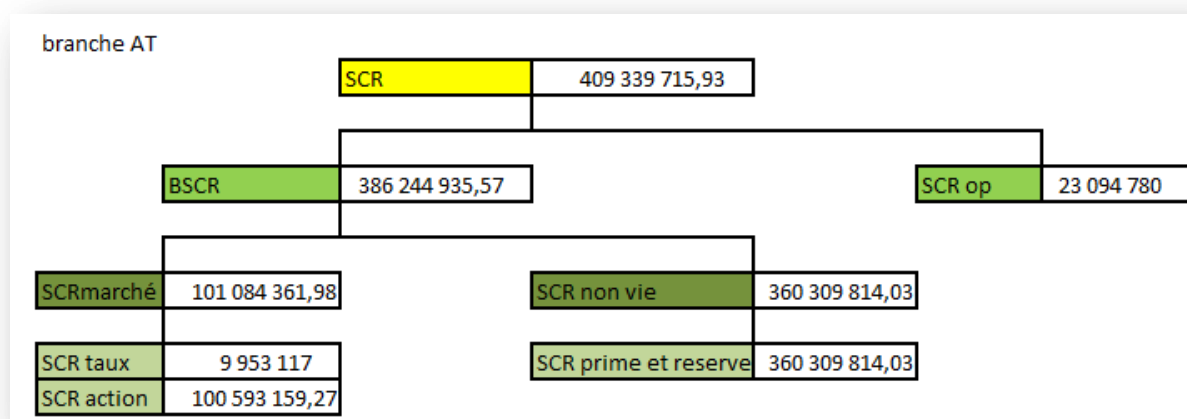 branche AT
SCR 409 339 715,93
BSCR 386 244 935,57 SCR op 23 094 780
SCRmarché 101 084 361,98 SCR non vie 360 309 814,03
SCR taux 9 953 117 SCR prime et reserve 360 309 814,03
SCR action 100 593 159,27